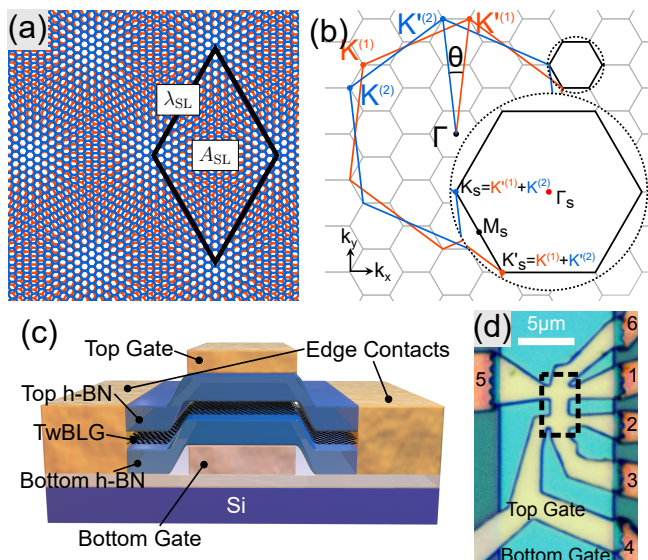 (a)
λSL
ASL
(b)
K'(2)
K'(1)
K(1)
K(2)
θ
Γ
Ks=K'(1)+K(2)
Γs
Ms
K's=K(1)+K'(2)
ky
kx
(c)
Top Gate
Edge Contacts
Top h-BN
TwBLG
Bottom h-BN
Si
Bottom Gate
(d)
5μm
6
5
1
2
3
Top Gate
4
Bottom Gate